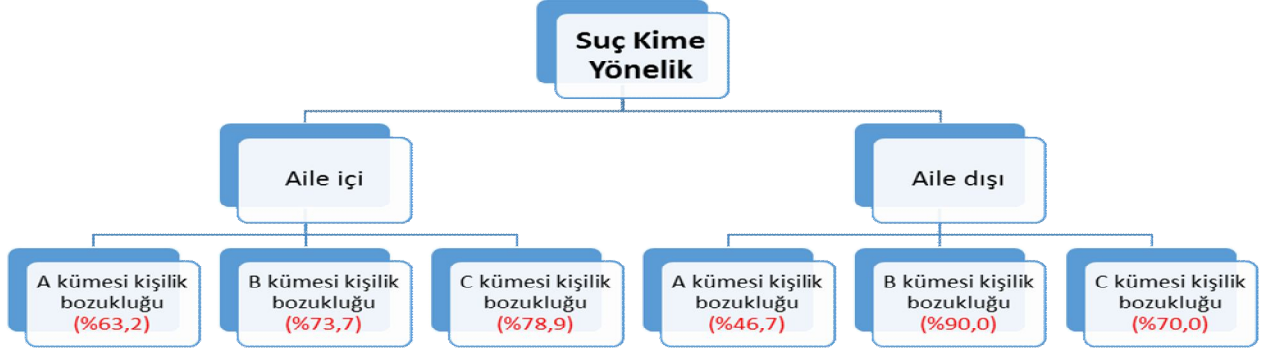 Suç Kime
Yönelik
Aile içi
Aile dışı
A kümesi kişilik
bozukluğu
(%63,2)
B kümesi kişilik
bozukluğu
(%73,7)
C kümesi kişilik
bozukluğu
(%78,9)
A kümesi kişilik
bozukluğu
(%46,7)
B kümesi kişilik
bozukluğu
(%90,0)
C kümesi kişilik
bozukluğu
(%70,0)